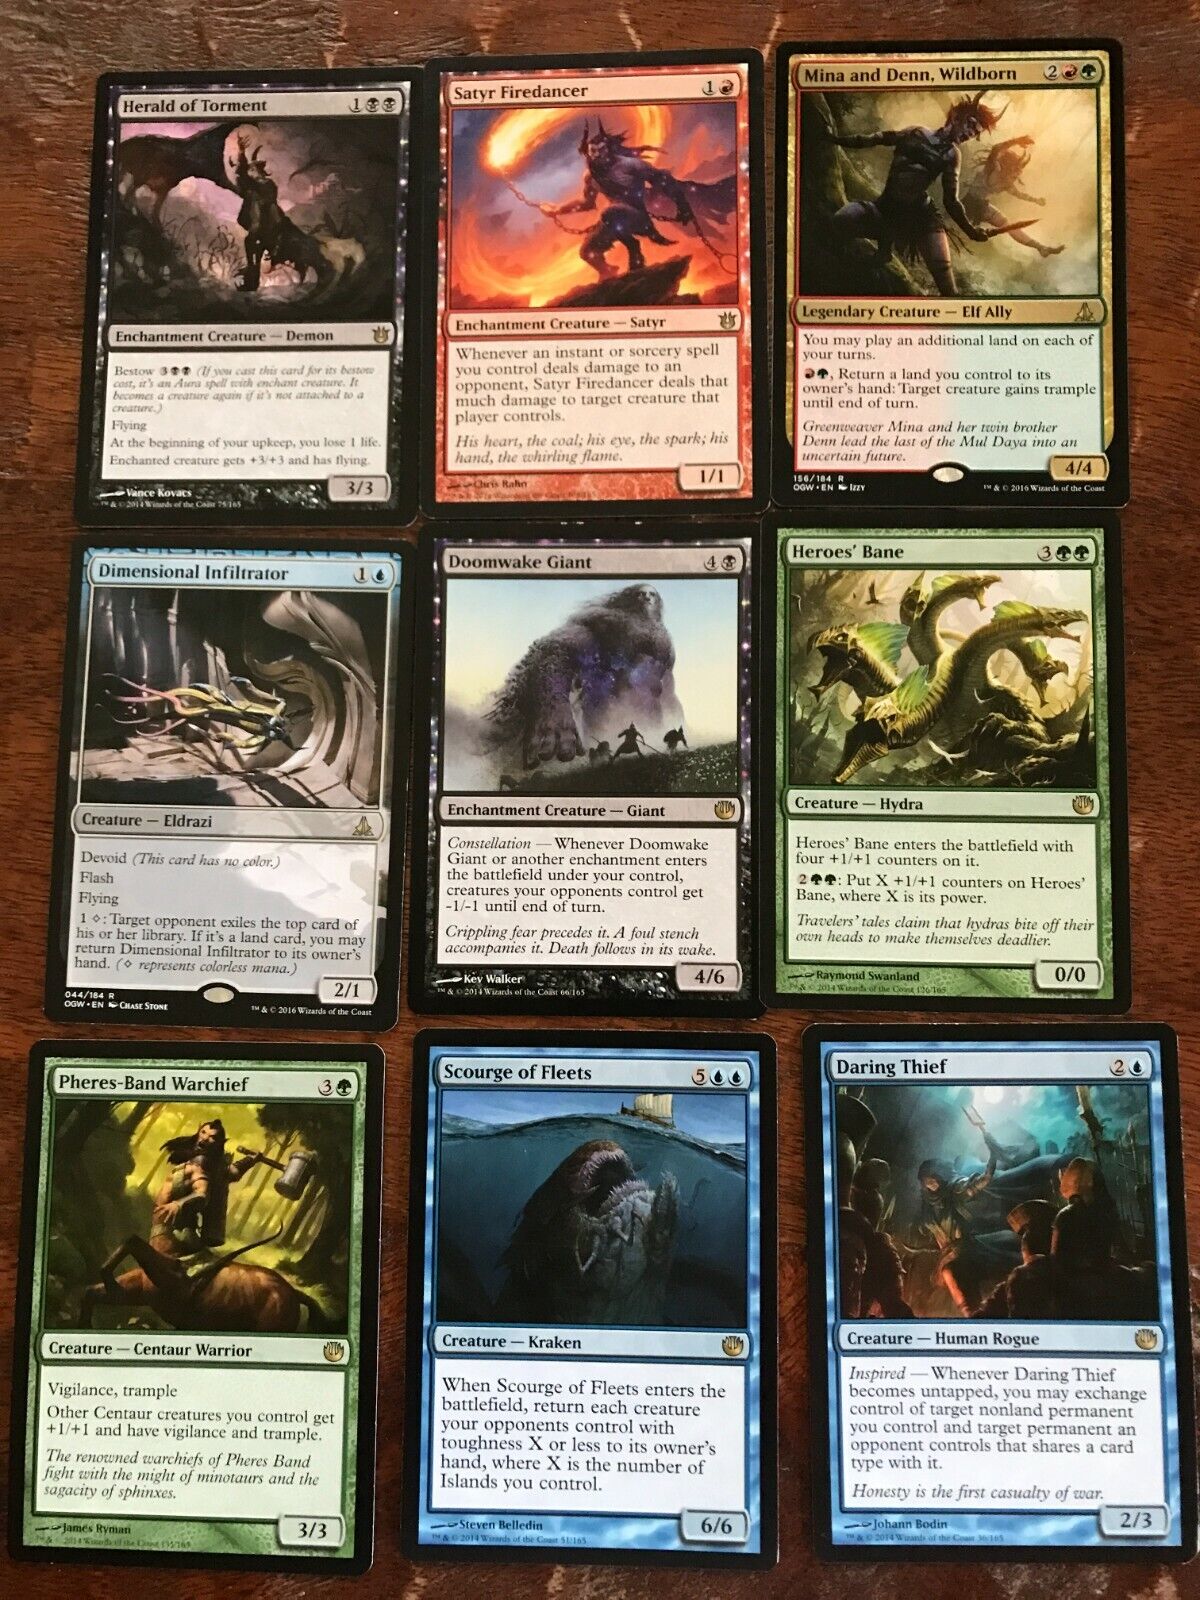 Herald of Torment 1
Enchantment Creature — Demon
Bestow 3 (If you cast this card for its bestow
cost, it's an Aura spell with enchant creature. It
becomes a creature again if it's not attached to a
creature.)
Flying
At the beginning of your upkeep, you lose 1 life.
Enchanted creature gets +3/+3 and has flying.
3/3
Vance Kovacs
™ & © 2014 Wizards of the Coast 75/165
Satyr Firedancer 1
Enchantment Creature — Satyr
Whenever an instant or sorcery spell
you control deals damage to an
opponent, Satyr Firedancer deals that
much damage to target creature that
player controls.
His heart, the coal; his eye, the spark; his
hand, the whirling flame.
1/1
Chris Rahn
™ & © 2014 Wizards of the Coast
Mina and Denn, Wildborn 2
Legendary Creature — Elf Ally
You may play an additional land on each
of your turns.
, Return a land you control to its
owner's hand: Target creature gains trample
until end of turn.
Greenweaver Mina and her twin brother
Denn lead the last of the Mul Daya into an
uncertain future.
4/4
156/184 R
OGW • EN Izzy ™ & © 2016 Wizards of the Coast
Dimensional Infiltrator 1
Creature — Eldrazi
Devoid (This card has no color.)
Flash
Flying
1 ◇: Target opponent exiles the top card of
his or her library. If it's a land card, you may
return Dimensional Infiltrator to its owner's
hand. (◇ represents colorless mana.)
2/1
044/184 R
OGW • EN Chase Stone ™ & © 2016 Wizards of the Coast
Doomwake Giant 4
Enchantment Creature — Giant
Constellation — Whenever Doomwake
Giant or another enchantment enters
the battlefield under your control,
creatures your opponents control get
-1/-1 until end of turn.
Crippling fear precedes it. A foul stench
accompanies it. Death follows in its wake.
4/6
Kev Walker
™ & © 2014 Wizards of the Coast 66/165
Heroes' Bane 3
Creature — Hydra
Heroes' Bane enters the battlefield with
four +1/+1 counters on it.
2: Put X +1/+1 counters on Heroes'
Bane, where X is its power.
Travelers' tales claim that hydras bite off their
own heads to make themselves deadlier.
0/0
Raymond Swanland
™ & © 2014 Wizards of the Coast 126/165
Pheres-Band Warchief 3
Creature — Centaur Warrior
Vigilance, trample
Other Centaur creatures you control get
+1/+1 and have vigilance and trample.
The renowned warchiefs of Pheres Band
fight with the might of minotaurs and the
sagacity of sphinxes.
3/3
James Ryman
™ & © 2014 Wizards of the Coast 135/165
Scourge of Fleets 5
Creature — Kraken
When Scourge of Fleets enters the
battlefield, return each creature
your opponents control with
toughness X or less to its owner's
hand, where X is the number of
Islands you control.
6/6
Steven Belledin
™ & © 2014 Wizards of the Coast 51/165
Daring Thief 2
Creature — Human Rogue
Inspired — Whenever Daring Thief
becomes untapped, you may exchange
control of target nonland permanent
you control and target permanent an
opponent controls that shares a card
type with it.
Honesty is the first casualty of war.
2/3
Johann Bodin
™ & © 2014 Wizards of the Coast 36/165